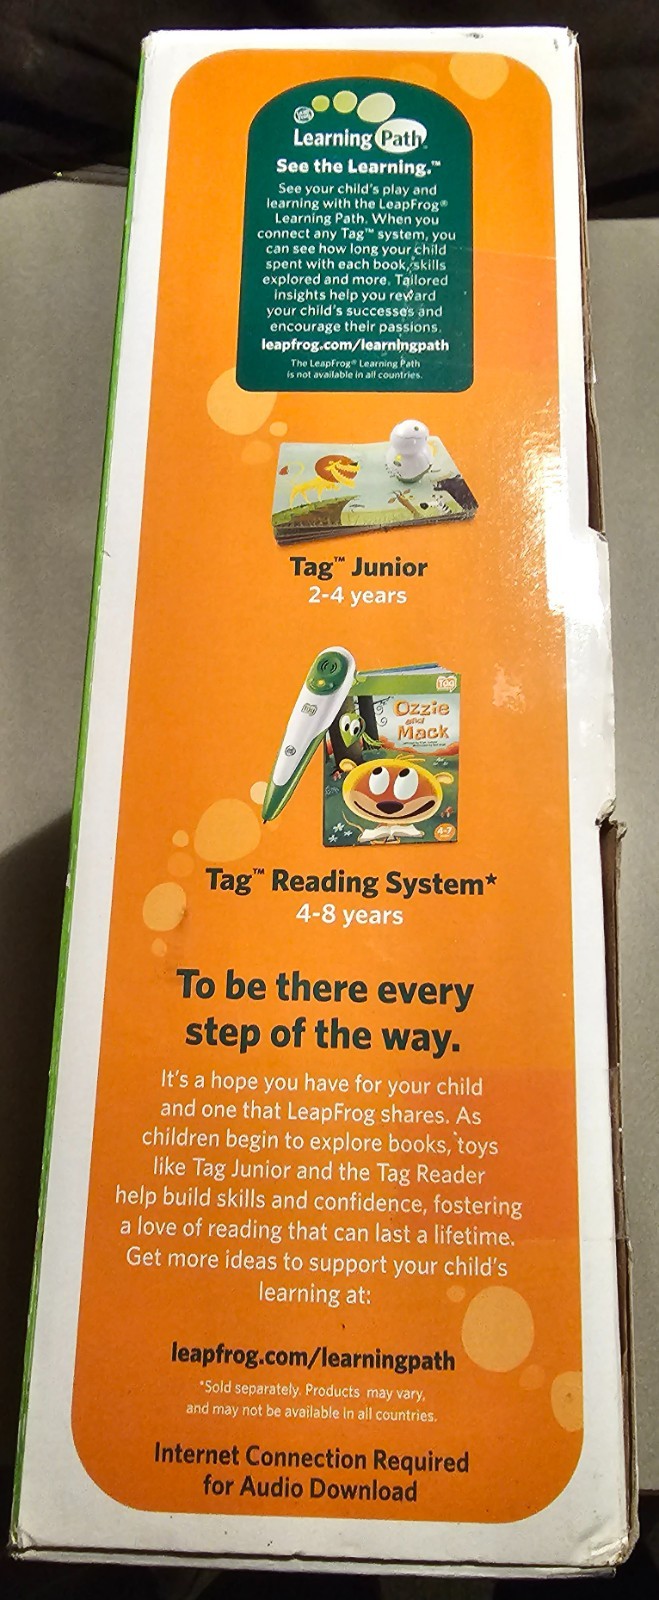 Learning Path
See the Learning.™
See your child's play and
learning with the LeapFrog®
Learning Path. When you
connect any Tag™ system, you
can see how long your child
spent with each book, skills
explored and more. Tailored
insights help you reward
your child's successes and
encourage their passions.
leapfrog.com/learningpath
The LeapFrog® Learning Path
is not available in all countries.
Tag™ Junior
2-4 years
Tag
Tag
Ozzie
and
Mack
4-7
Tag™ Reading System*
4-8 years
To be there every
step of the way.
It's a hope you have for your child
and one that LeapFrog shares. As
children begin to explore books, toys
like Tag Junior and the Tag Reader
help build skills and confidence, fostering
a love of reading that can last a lifetime.
Get more ideas to support your child's
learning at:
leapfrog.com/learningpath
*Sold separately. Products may vary,
and may not be available in all countries.
Internet Connection Required
for Audio Download